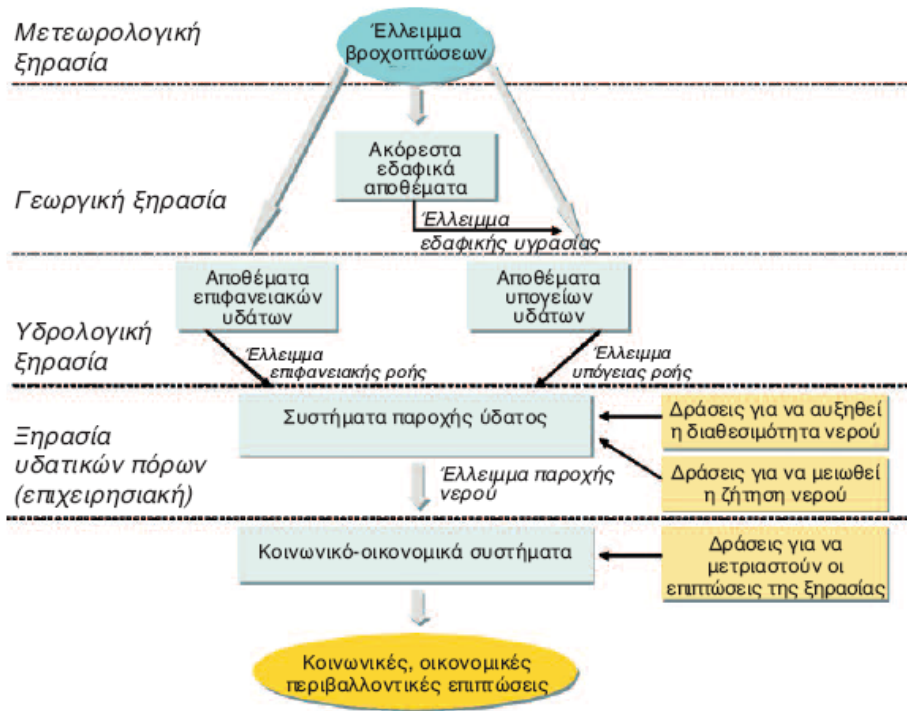 Μετεωρολογική
ξηρασία
Έλλειμμα
βροχοπτώσεων
Ακόρεστα
εδαφικά
αποθέματα
Γεωργική ξηρασία
Έλλειμμα
εδαφικής υγρασίας
Αποθέματα
επιφανειακών
υδάτων
Αποθέματα
υπογείων
υδάτων
Υδρολογική
ξηρασία
Έλλειμμα
επιφανειακής ροής
Έλλειμμα
υπόγειας ροής
Συστήματα παροχής ύδατος
Δράσεις για να αυξηθεί
η διαθεσιμότητα νερού
Ξηρασία
υδατικών πόρων
(επιχειρησιακή)
Έλλειμμα παροχής
νερού
Δράσεις για να μειωθεί
η ζήτηση νερού
Κοινωνικό-οικονομικά συστήματα
Δράσεις για να
μετριαστούν οι
επιπτώσεις της ξηρασίας
Κοινωνικές, οικονομικές
περιβαλλοντικές επιπτώσεις